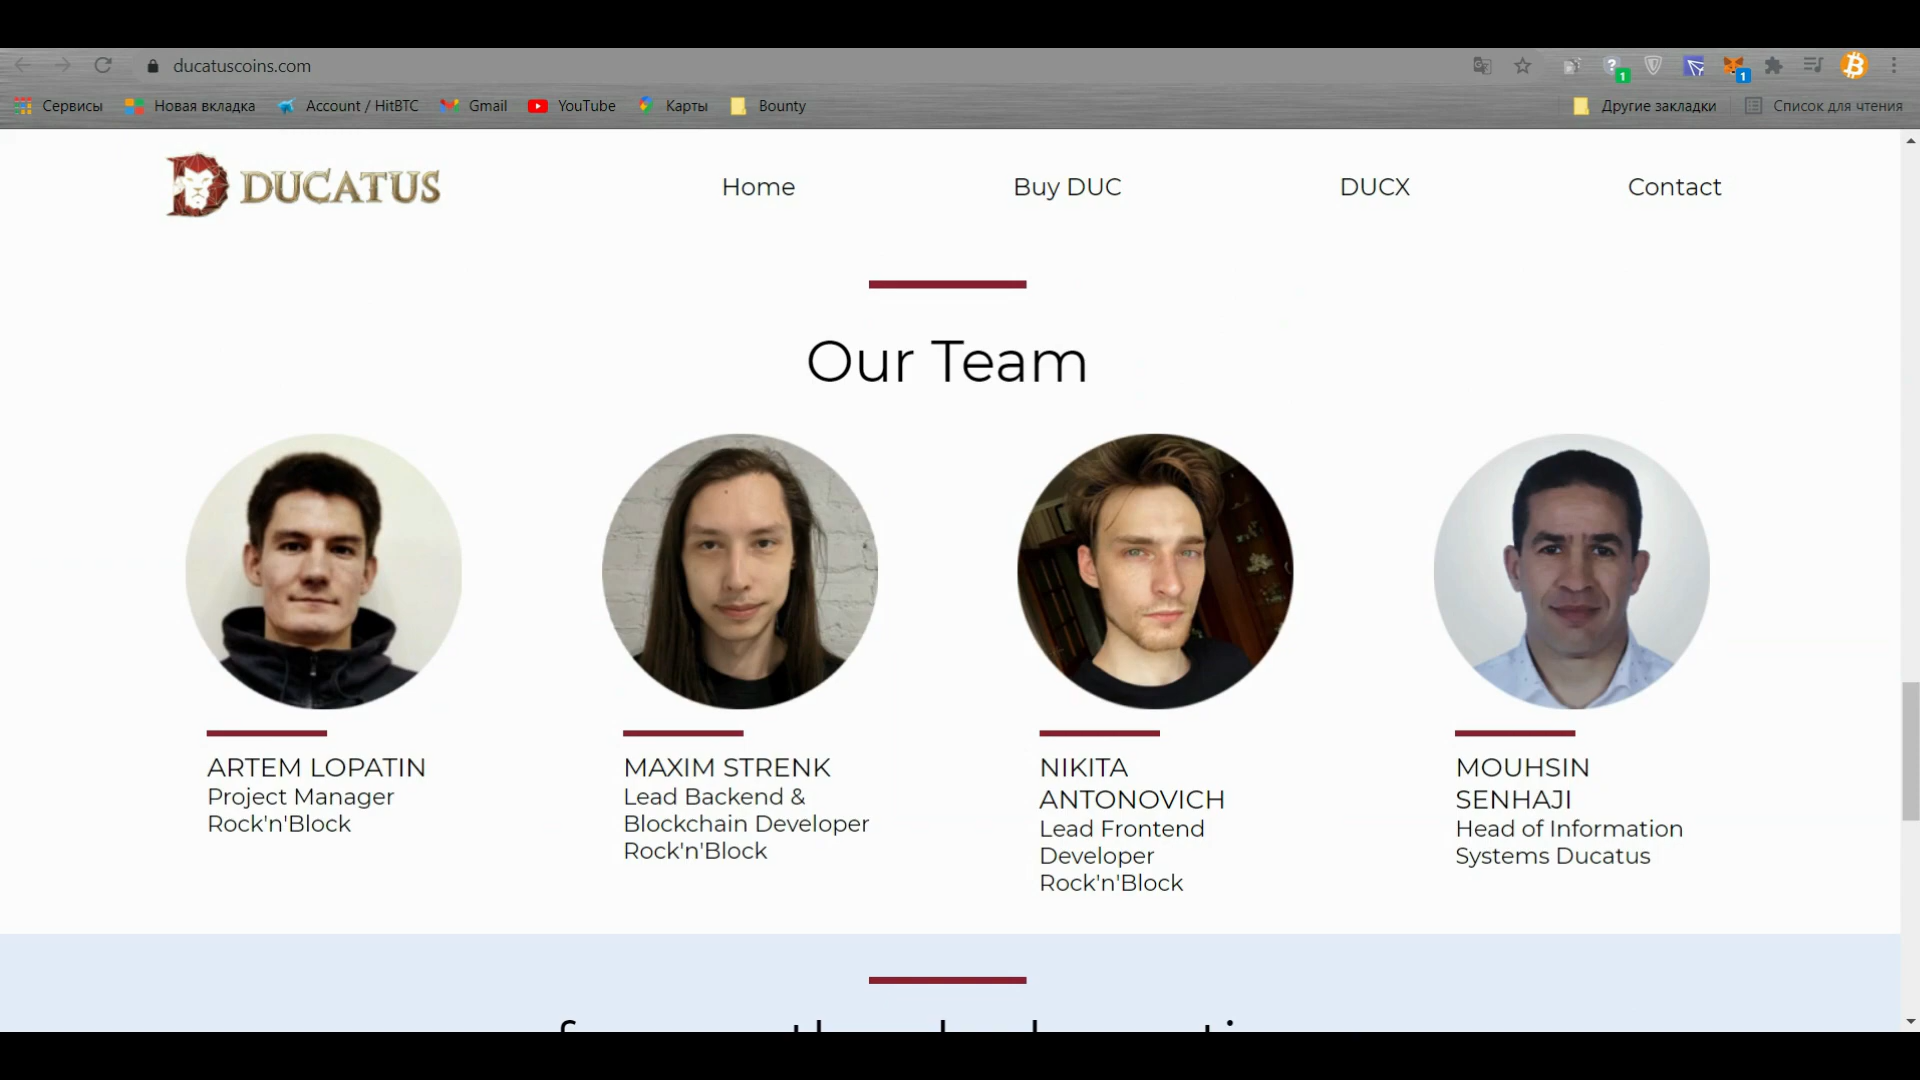 ducatuscoins.com
Сервисы Новая вкладка Account / HitBTC Gmail YouTube Карты Bounty Другие закладки Список для чтения
DUCATUS Home Buy DUC DUCX Contact
Our Team
ARTEM LOPATIN
Project Manager
Rock'n'Block
MAXIM STRENK
Lead Backend &
Blockchain Developer
Rock'n'Block
NIKITA
ANTONOVICH
Lead Frontend
Developer
Rock'n'Block
MOUHSIN
SENHAJI
Head of Information
Systems Ducatus